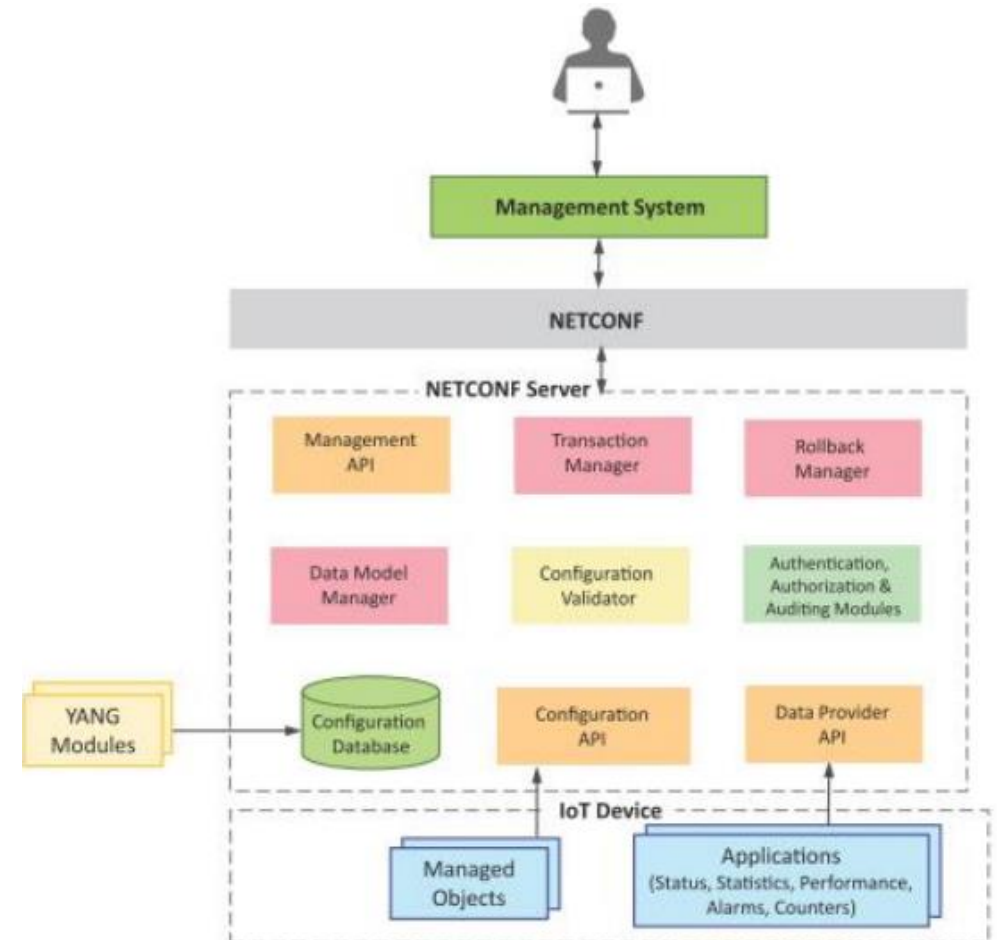 Management System
NETCONF
NETCONF Server
Management
API
Transaction
Manager
Rollback
Manager
Data Model
Manager
Configuration
Validator
Authentication,
Authorization &
Auditing Modules
YANG
Modules
Configuration
Database
Configuration
API
Data Provider
API
IoT Device
Managed
Objects
Applications
(Status, Statistics, Performance,
Alarms, Counters)